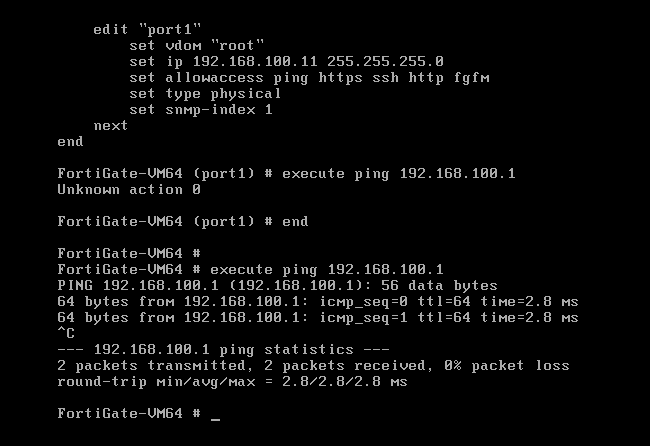 edit "port1"
set vdom "root"
set ip 192.168.100.11 255.255.255.0
set allowaccess ping https ssh http fgfm
set type physical
set snmp-index 1
next
end
FortiGate-VM64 (port1) # execute ping 192.168.100.1
Unknown action 0
FortiGate-VM64 (port1) # end
FortiGate-VM64 #
FortiGate-VM64 # execute ping 192.168.100.1
PING 192.168.100.1 (192.168.100.1): 56 data bytes
64 bytes from 192.168.100.1: icmp_seq=0 ttl=64 time=2.8 ms
64 bytes from 192.168.100.1: icmp_seq=1 ttl=64 time=2.8 ms
^C
--- 192.168.100.1 ping statistics ---
2 packets transmitted, 2 packets received, 0% packet loss
round-trip min/avg/max = 2.8/2.8/2.8 ms
FortiGate-VM64 # _